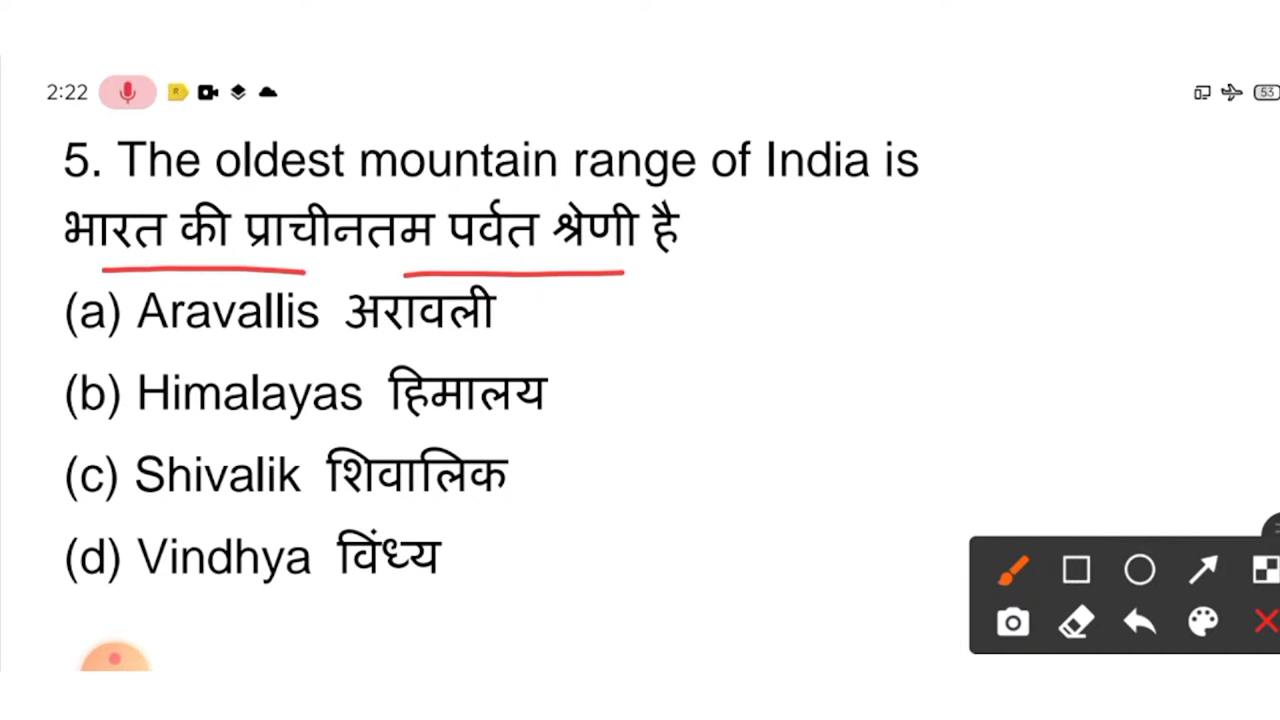 2:22 R 53
5. The oldest mountain range of India is
भारत की प्राचीनतम पर्वत श्रेणी है
(a) Aravallis अरावली
(b) Himalayas हिमालय
(c) Shivalik शिवालिक
(d) Vindhya विंध्य